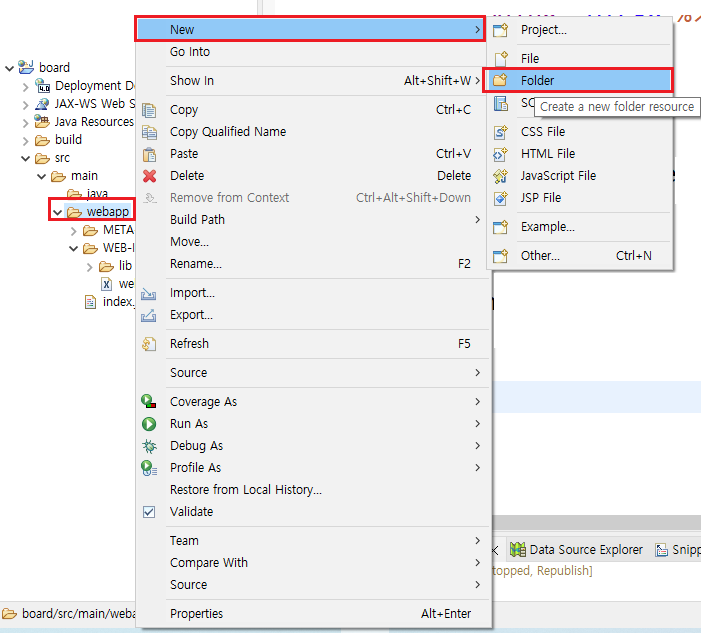 board
Deployment De
JAX-WS Web S
Java Resources
build
src
main
java
webapp
META
WEB-I
lib
we
index.
board/src/main/weba
New
Go Into
Show In Alt+Shift+W
Copy Ctrl+C
Copy Qualified Name
Paste Ctrl+V
Delete Delete
Remove from Context Ctrl+Alt+Shift+Down
Build Path
Move...
Rename... F2
Import...
Export...
Refresh F5
Source
Coverage As
Run As
Debug As
Profile As
Restore from Local History...
Validate
Team
Compare With
Source
Properties Alt+Enter
Project...
File
Folder
Create a new folder resource
CSS File
HTML File
JavaScript File
JSP File
Example...
Other... Ctrl+N
Data Source Explorer
Snipp
topped, Republish]